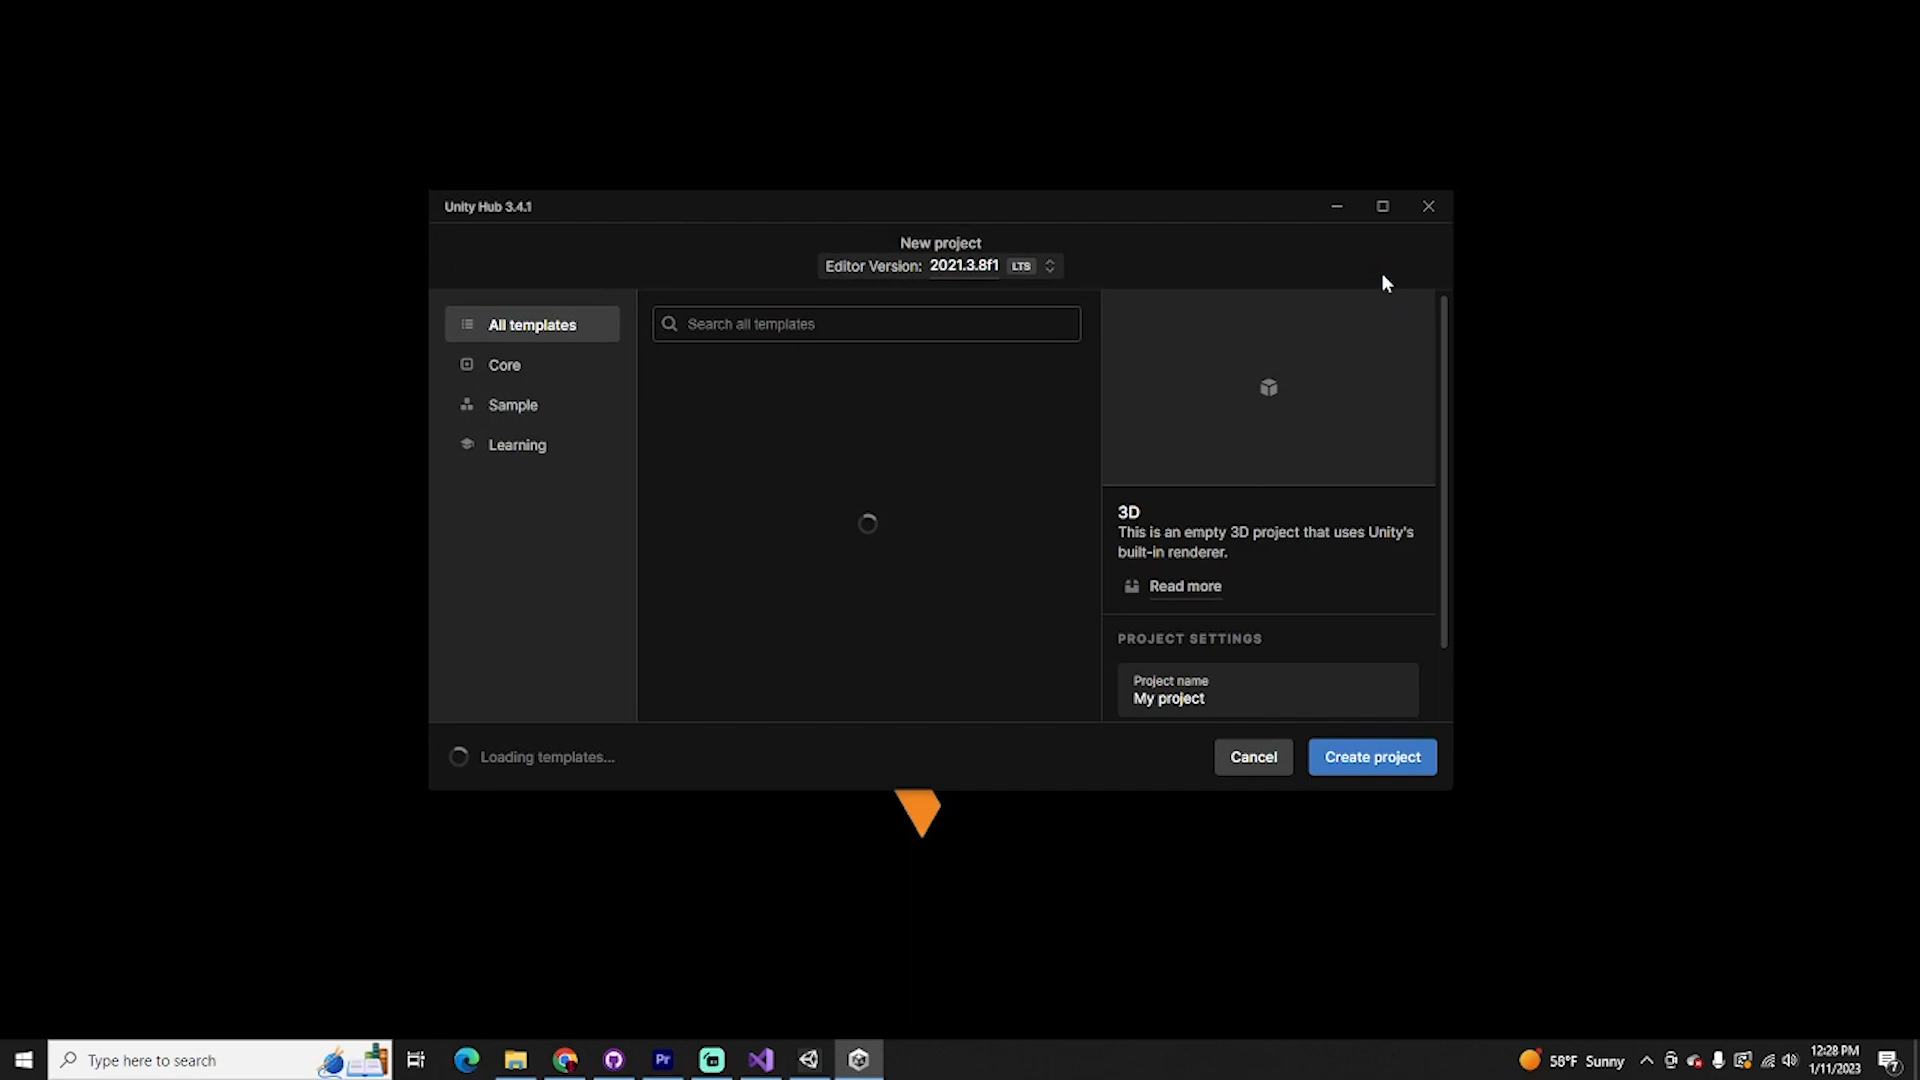 Unity Hub 3.4.1
New project
Editor Version: 2021.3.8f1 LTS
All templates
Core
Sample
Learning
Search all templates
3D
This is an empty 3D project that uses Unity's
built-in renderer.
Read more
PROJECT SETTINGS
Project name
My project
Loading templates...
Cancel
Create project
Type here to search
Pr
58°F Sunny
12:28 PM
1/11/2023
7